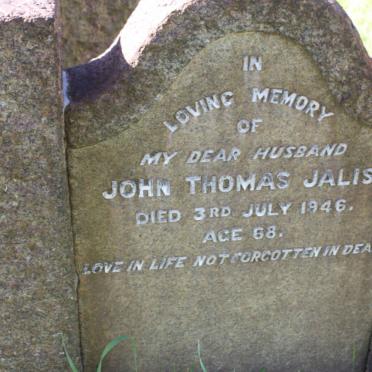 IN
LOVING MEMORY
OF
MY DEAR HUSBAND
JOHN THOMAS JALIS
DIED 3RD JULY 1946.
AGE 68.
LOVE IN LIFE NOT FORGOTTEN IN DEA